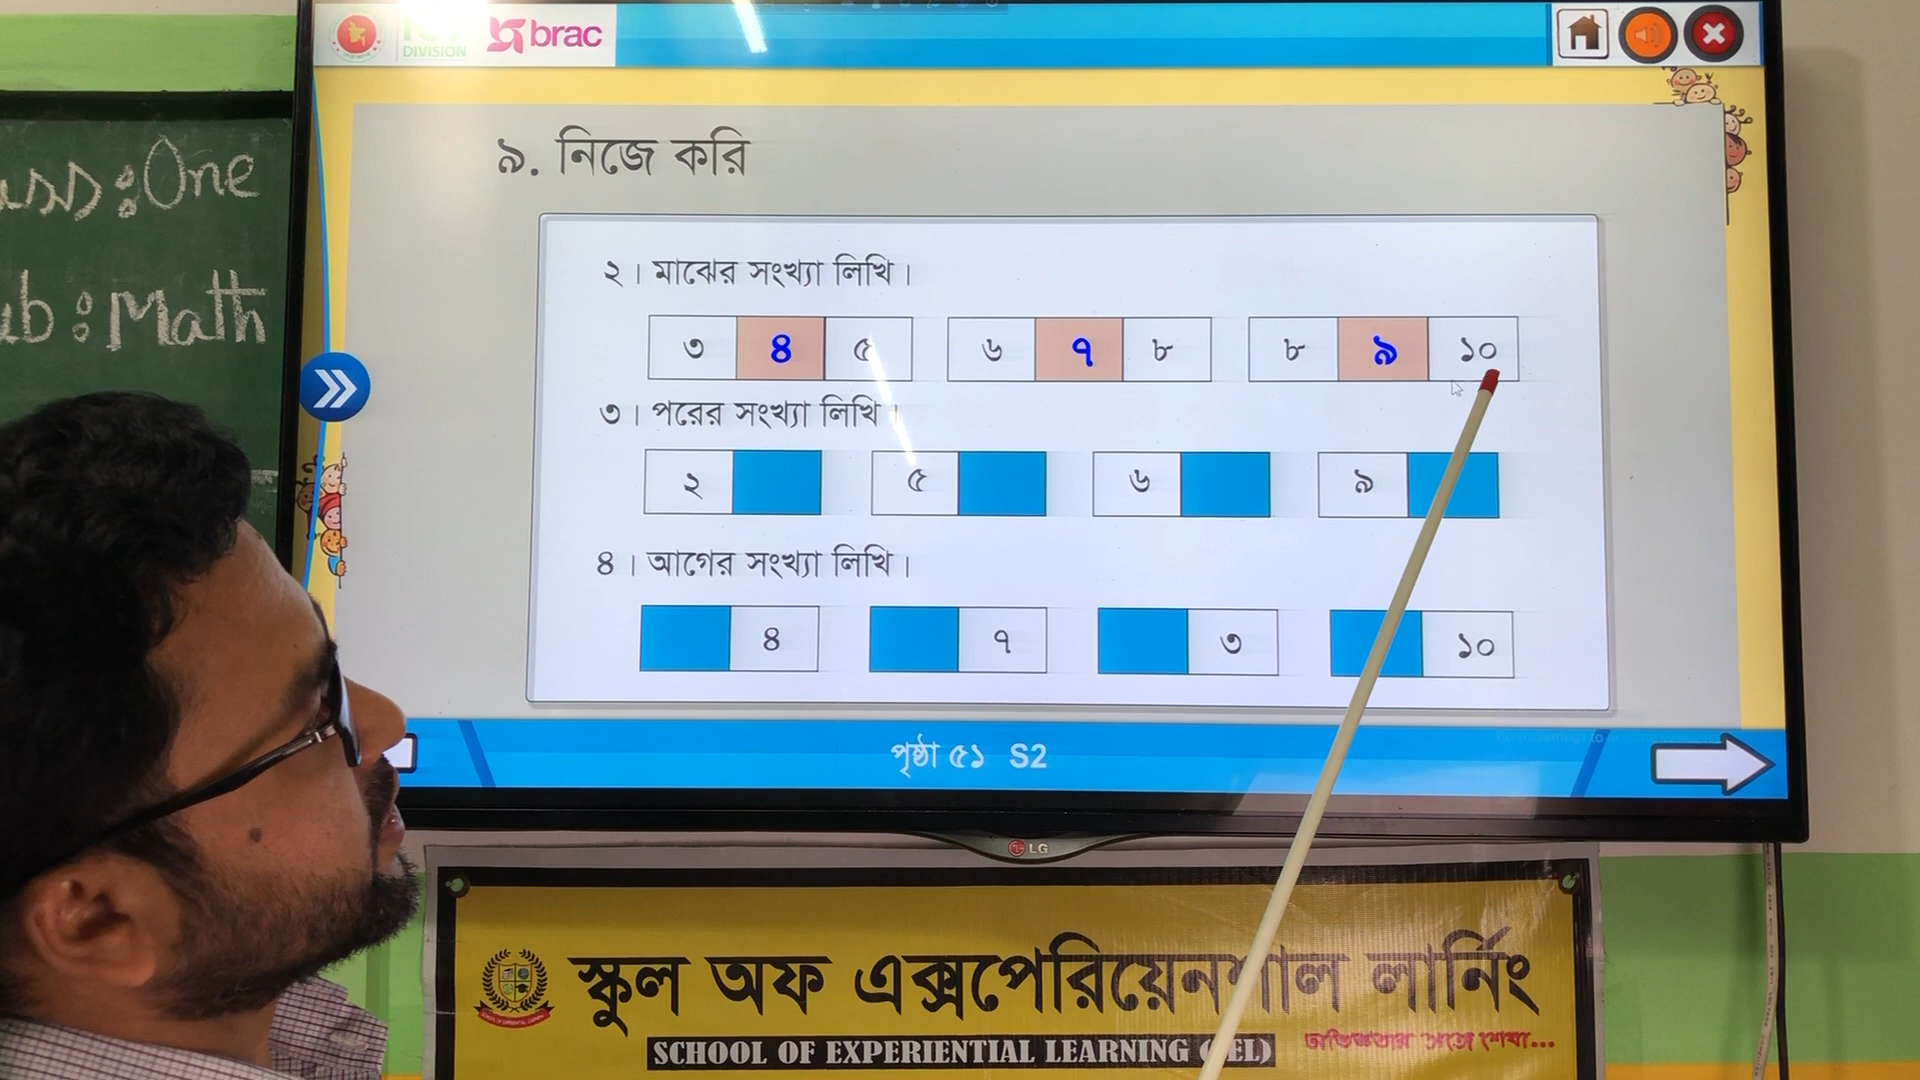 DIVISION
brac
One
Math
৯. নিজে করি
২। মাঝের সংখ্যা লিখি।
৩ ৪ ৫ ৬ ৭ ৮ ৮ ৯ ১০
৩। পরের সংখ্যা লিখি।
২ ৫ ৬ ৯
৪। আগের সংখ্যা লিখি।
৪ ৭ ৩ ১০
পৃষ্ঠা ৫১ S2
LG
স্কুল অফ এক্সপেরিয়েনশাল লার্নিং
SCHOOL OF EXPERIENTIAL LEARNING